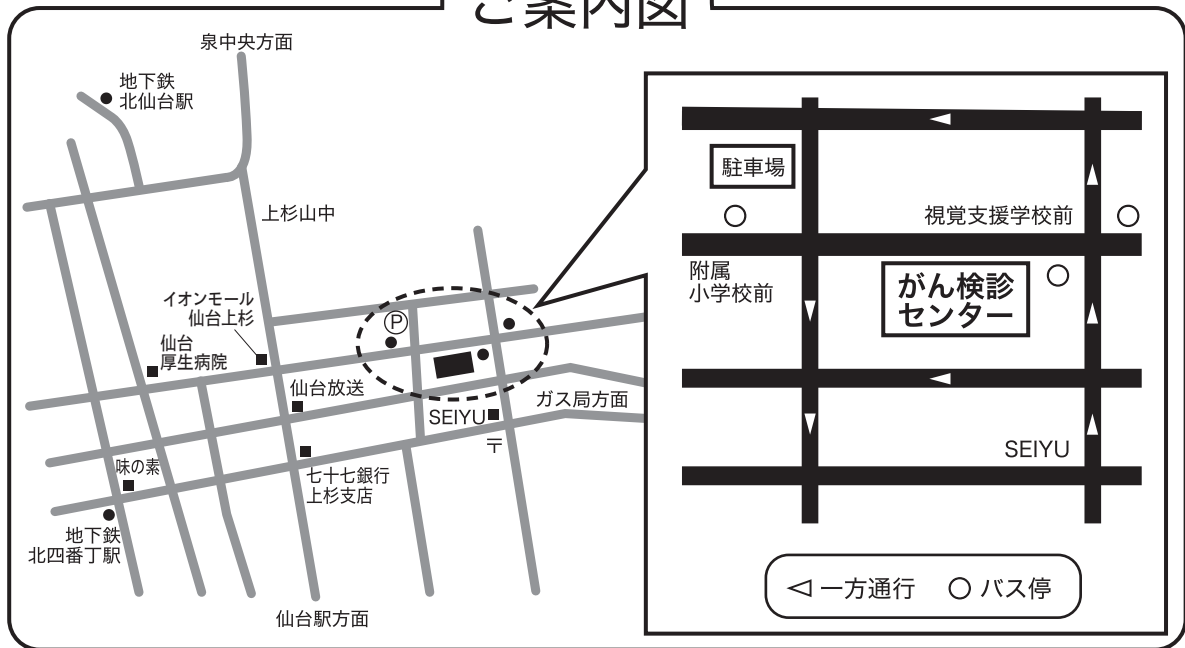 ご案内図
泉中央方面
地下鉄
北仙台駅
上杉山中
イオンモール
仙台上杉
仙台
厚生病院
P
仙台放送
SEIYU
〒
ガス局方面
味の素
七十七銀行
上杉支店
地下鉄
北四番丁駅
仙台駅方面
駐車場
視覚支援学校前
附属
小学校前
がん検診
センター
SEIYU
一方通行
バス停